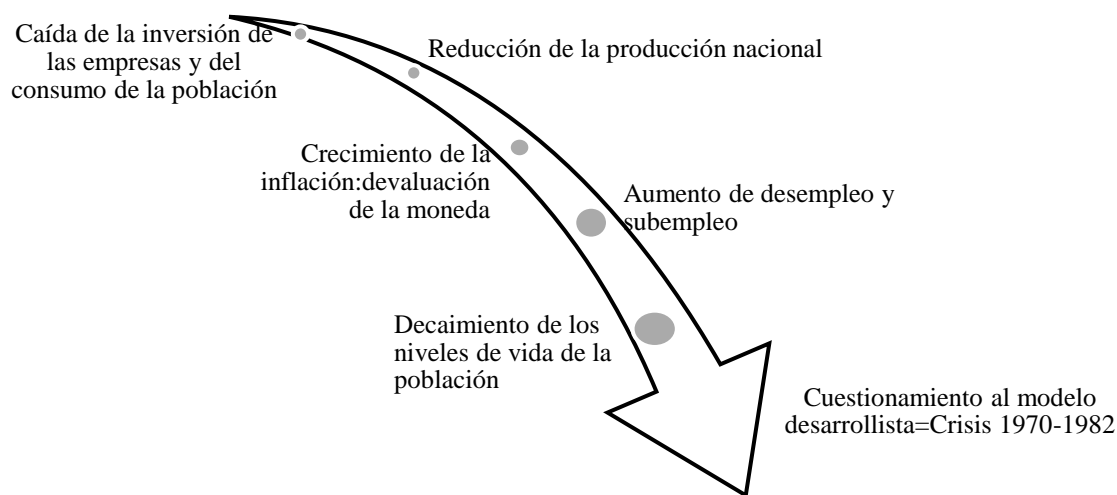 Caída de la inversión de
las empresas y del
consumo de la población
Reducción de la producción nacional
Crecimiento de la
inflación:devaluación
de la moneda
Aumento de desempleo y
subempleo
Decaimiento de los
niveles de vida de la
población
Cuestionamiento al modelo
desarrollista=Crisis 1970-1982